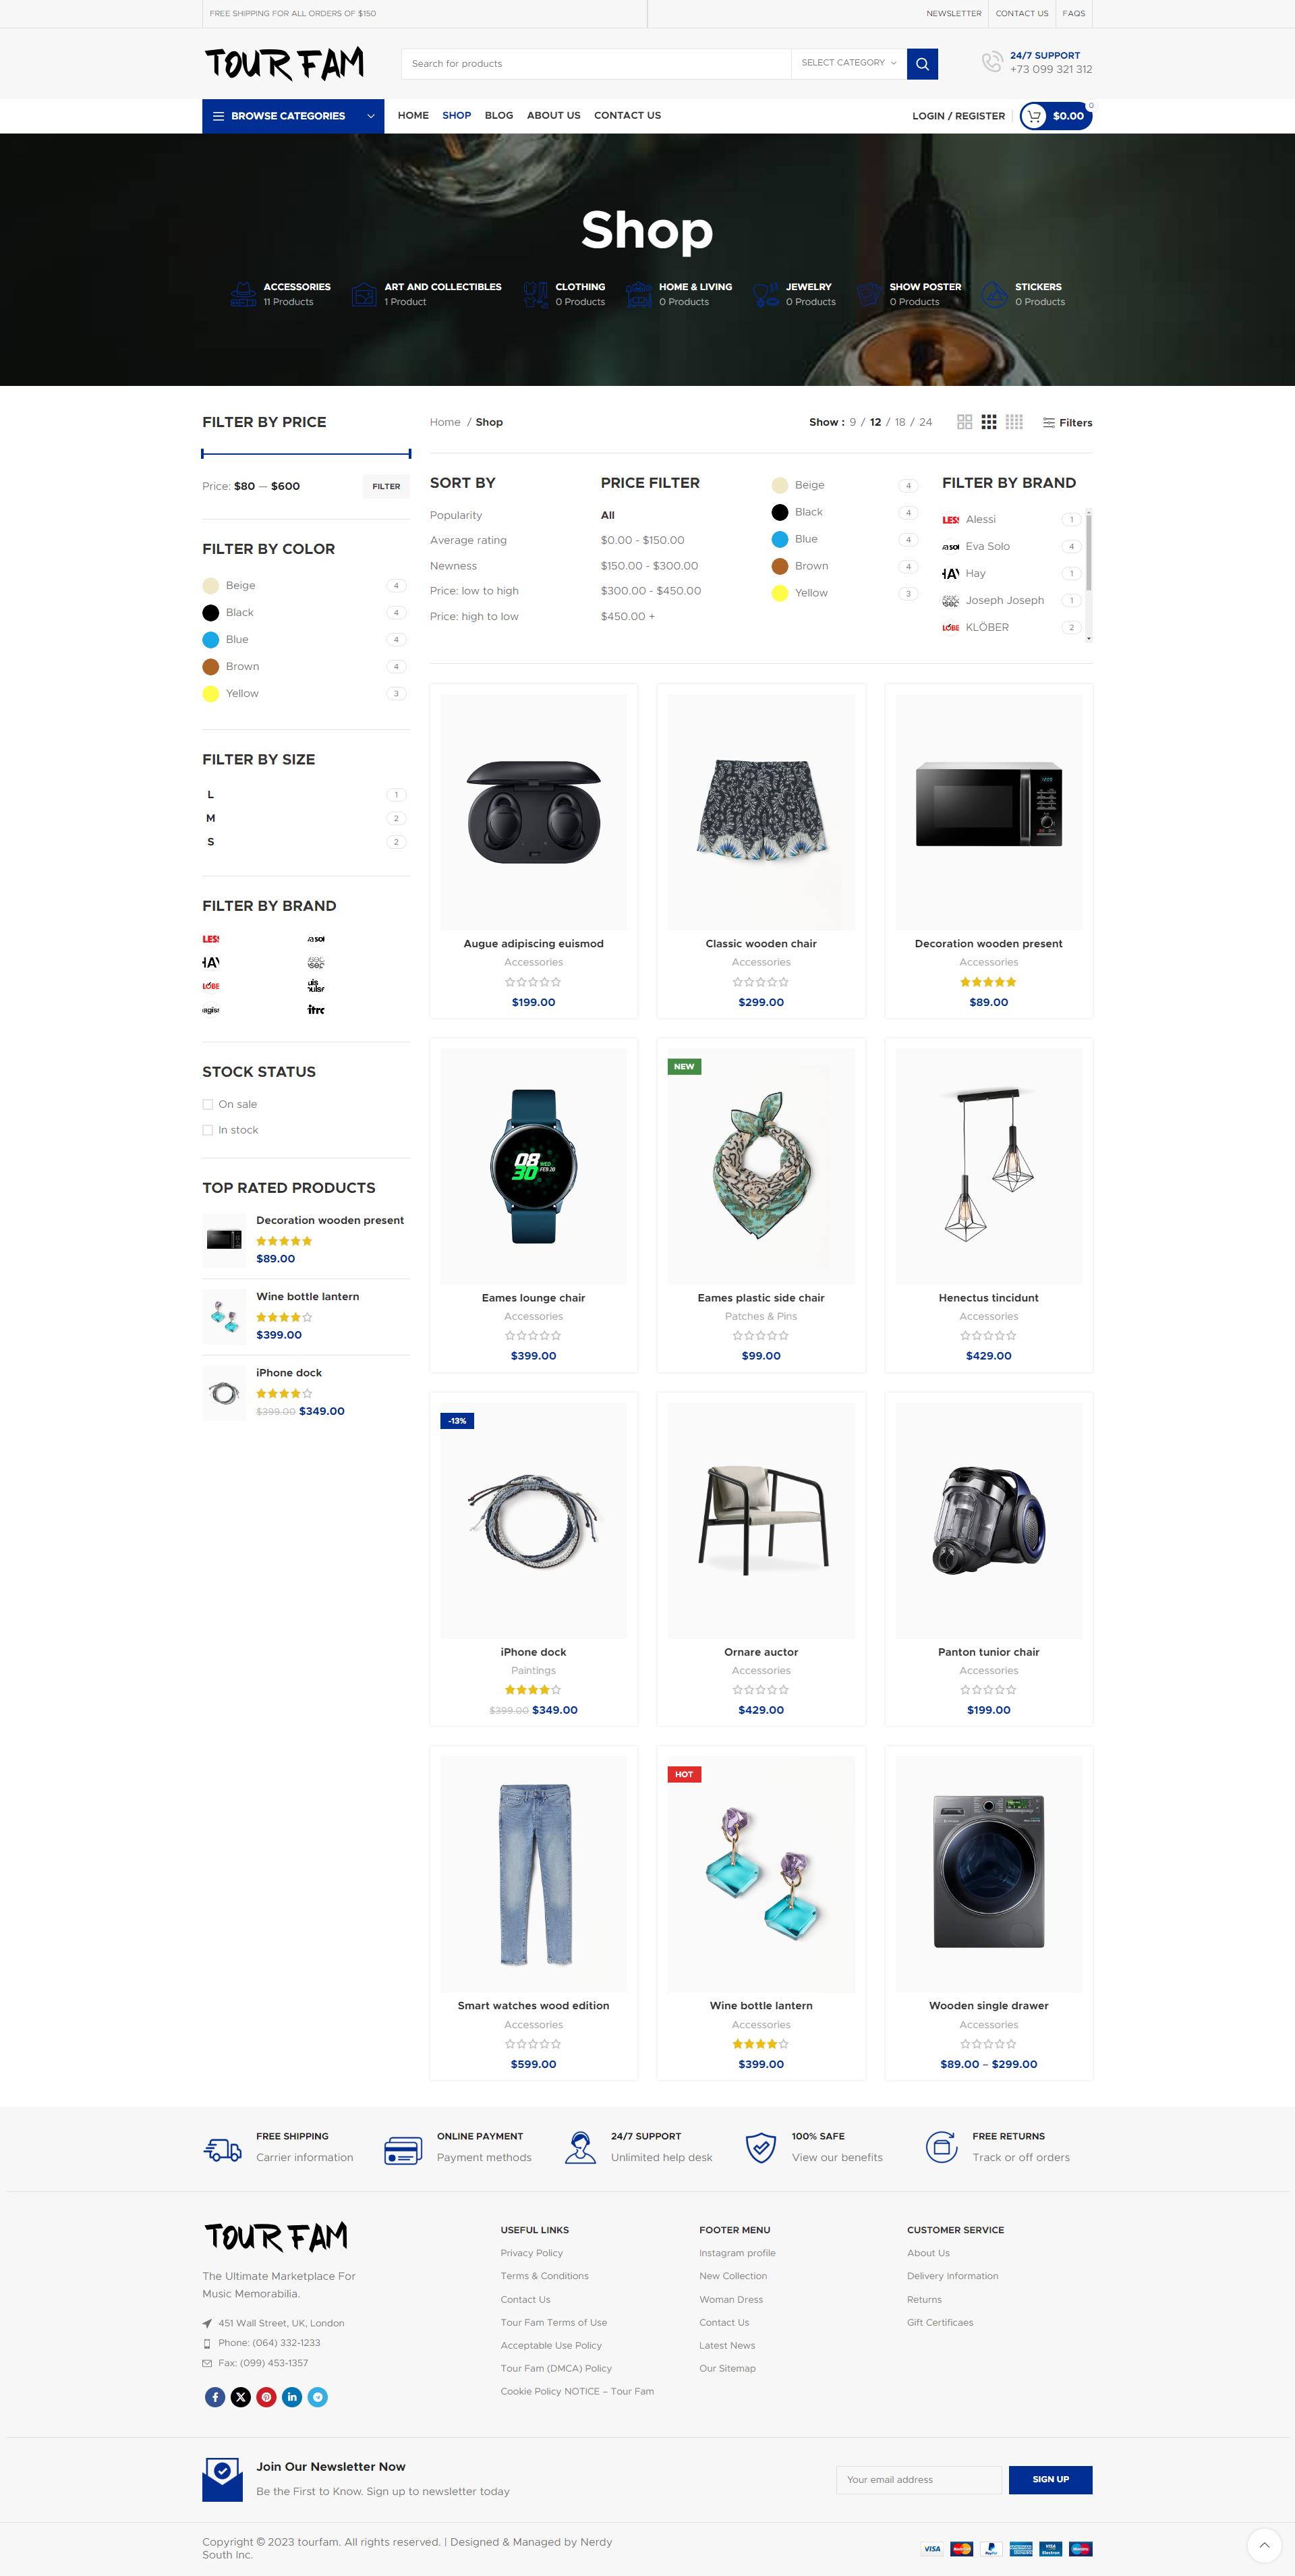 FREE SHIPPING FOR ALL ORDERS OF $150
NEWSLETTER
CONTACT US
FAQS
TOUR FAM
Search for products
SELECT CATEGORY
24/7 SUPPORT
+73 099 321 312
BROWSE CATEGORIES
HOME
SHOP
BLOG
ABOUT US
CONTACT US
LOGIN / REGISTER
0
$0.00
Shop
ACCESSORIES
11 Products
ART AND COLLECTIBLES
1 Product
CLOTHING
0 Products
HOME & LIVING
0 Products
JEWELRY
0 Products
SHOW POSTER
0 Products
STICKERS
0 Products
FILTER BY PRICE
Price: $80 — $600
FILTER
FILTER BY COLOR
Beige 4
Black 4
Blue 4
Brown 4
Yellow 3
FILTER BY SIZE
L 1
M 2
S 2
FILTER BY BRAND
STOCK STATUS
On sale
In stock
TOP RATED PRODUCTS
Decoration wooden present
$89.00
Wine bottle lantern
$399.00
iPhone dock
$399.00 $349.00
Home / Shop
Show : 9 / 12 / 18 / 24
Filters
SORT BY
Popularity
Average rating
Newness
Price: low to high
Price: high to low
PRICE FILTER
All
$0.00 - $150.00
$150.00 - $300.00
$300.00 - $450.00
$450.00 +
Beige 4
Black 4
Blue 4
Brown 4
Yellow 3
FILTER BY BRAND
Alessi 1
Eva Solo 4
HAY Hay 1
Joseph Joseph 1
KLÖBER 2
Augue adipiscing euismod
Accessories
$199.00
Classic wooden chair
Accessories
$299.00
Decoration wooden present
Accessories
$89.00
08
30
WED
FEB 20
Eames lounge chair
Accessories
$399.00
NEW
Eames plastic side chair
Patches & Pins
$99.00
Henectus tincidunt
Accessories
$429.00
-13%
iPhone dock
Paintings
$399.00 $349.00
Ornare auctor
Accessories
$429.00
Panton tunior chair
Accessories
$199.00
Smart watches wood edition
Accessories
$599.00
HOT
Wine bottle lantern
Accessories
$399.00
Wooden single drawer
Accessories
$89.00 – $299.00
FREE SHIPPING
Carrier information
ONLINE PAYMENT
Payment methods
24/7 SUPPORT
Unlimited help desk
100% SAFE
View our benefits
FREE RETURNS
Track or off orders
TOUR FAM
The Ultimate Marketplace For
Music Memorabilia.
451 Wall Street, UK, London
Phone: (064) 332-1233
Fax: (099) 453-1357
USEFUL LINKS
Privacy Policy
Terms & Conditions
Contact Us
Tour Fam Terms of Use
Acceptable Use Policy
Tour Fam (DMCA) Policy
Cookie Policy NOTICE – Tour Fam
FOOTER MENU
Instagram profile
New Collection
Woman Dress
Contact Us
Latest News
Our Sitemap
CUSTOMER SERVICE
About Us
Delivery Information
Returns
Gift Certificaes
Join Our Newsletter Now
Be the First to Know. Sign up to newsletter today
Your email address
SIGN UP
Copyright © 2023 tourfam. All rights reserved. | Designed & Managed by Nerdy
South Inc.
VISA
PayPal
VISA
Electron